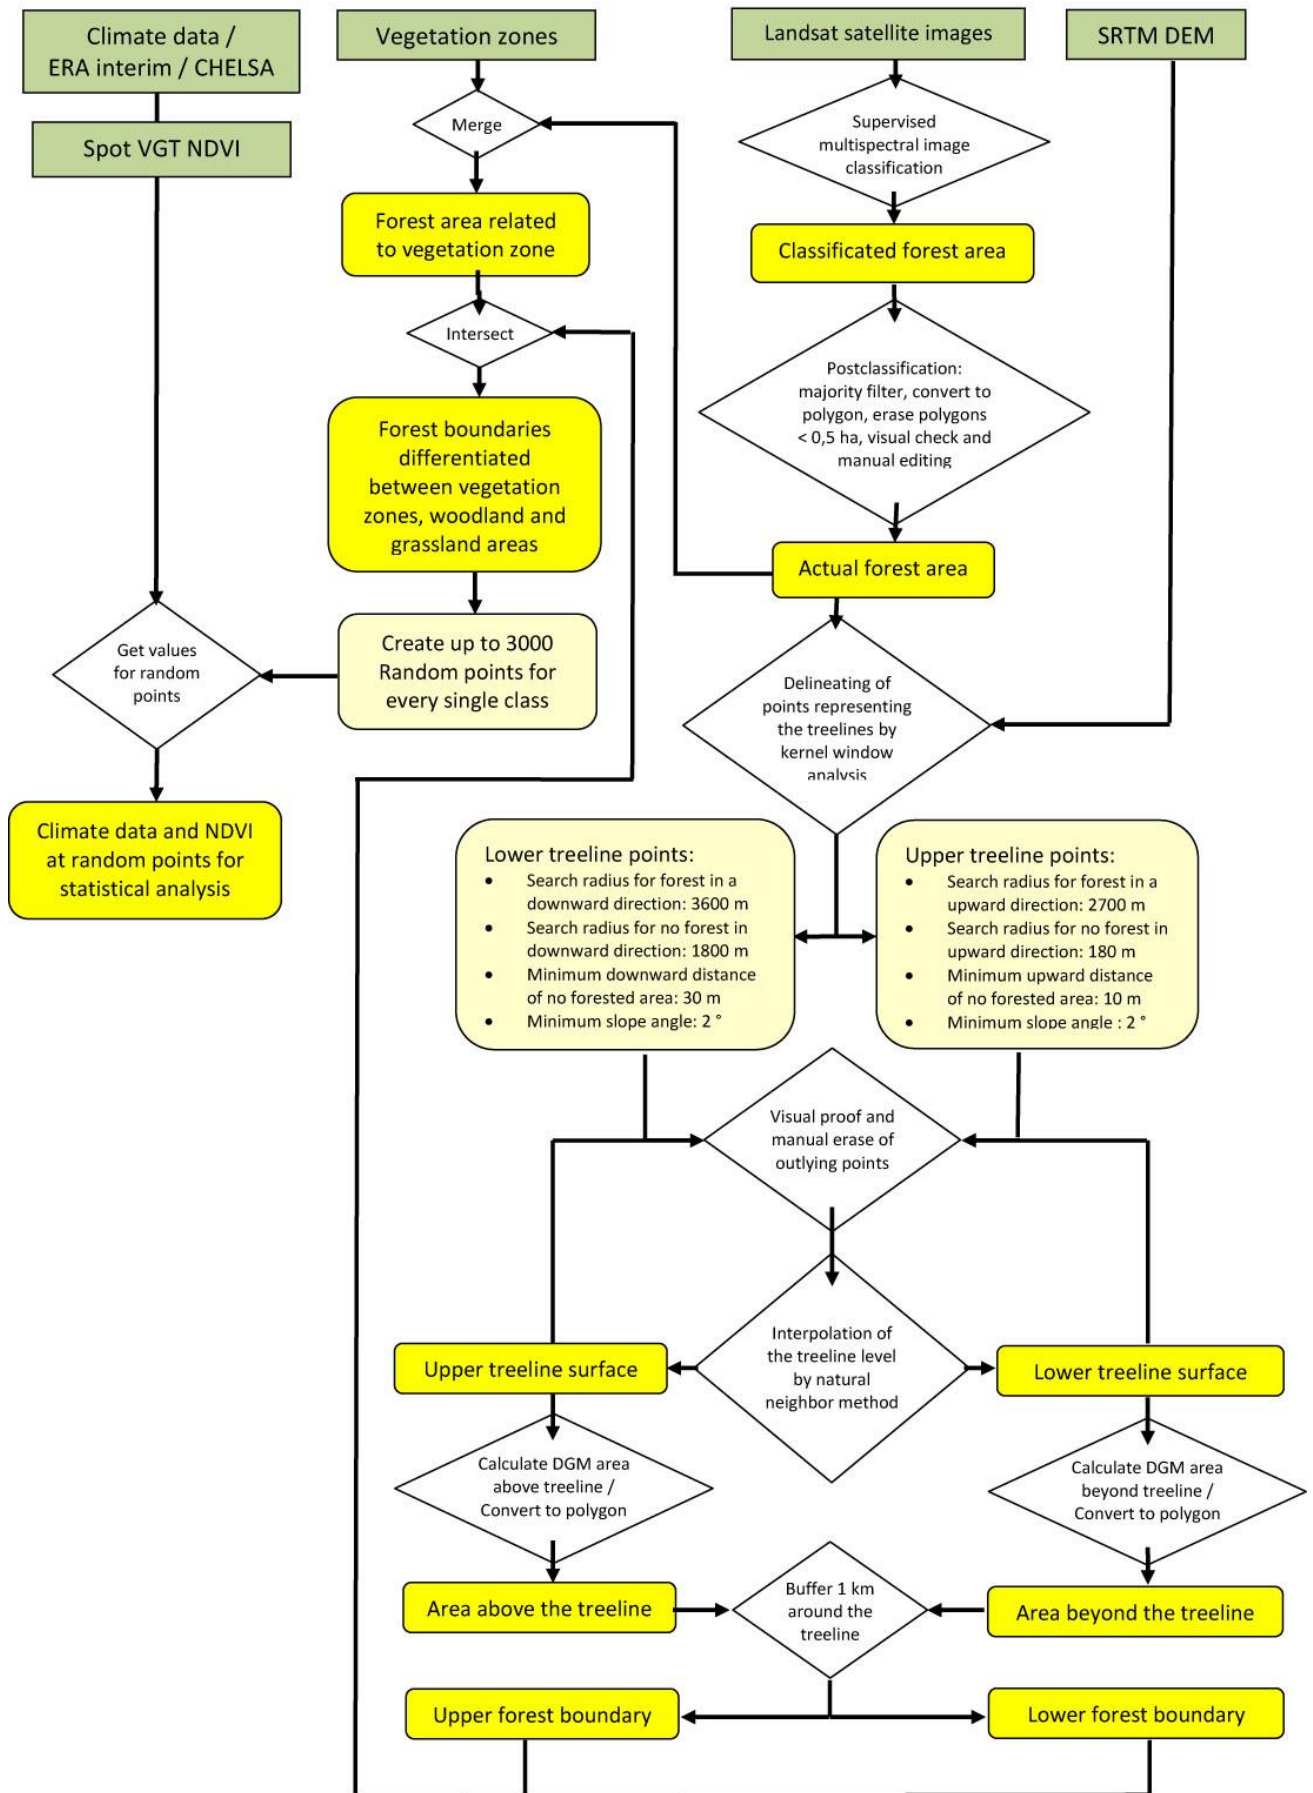 Climate data /
ERA interim / CHELSA
Spot VGT NDVI
Vegetation zones
Merge
Forest area related
to vegetation zone
Intersect
Forest boundaries
differentiated
between vegetation
zones, woodland and
grassland areas
Create up to 3000
Random points for
every single class
Get values
for random
points
Climate data and NDVI
at random points for
statistical analysis
Landsat satellite images
Supervised
multispectral image
classification
Classificated forest area
Postclassification:
majority filter, convert to
polygon, erase polygons
< 0,5 ha, visual check and
manual editing
Actual forest area
SRTM DEM
Delineating of
points representing
the treelines by
kernel window
analysis
Lower treeline points:
• Search radius for forest in a
downward direction: 3600 m
• Search radius for no forest in
downward direction: 1800 m
• Minimum downward distance
of no forested area: 30 m
• Minimum slope angle: 2 °
Upper treeline points:
• Search radius for forest in a
upward direction: 2700 m
• Search radius for no forest in
upward direction: 180 m
• Minimum upward distance
of no forested area: 10 m
• Minimum slope angle : 2 °
Visual proof and
manual erase of
outlying points
Interpolation of
the treeline level
by natural
neighbor method
Upper treeline surface
Lower treeline surface
Calculate DGM area
above treeline /
Convert to polygon
Calculate DGM area
beyond treeline /
Convert to polygon
Area above the treeline
Buffer 1 km
around the
treeline
Area beyond the treeline
Upper forest boundary
Lower forest boundary